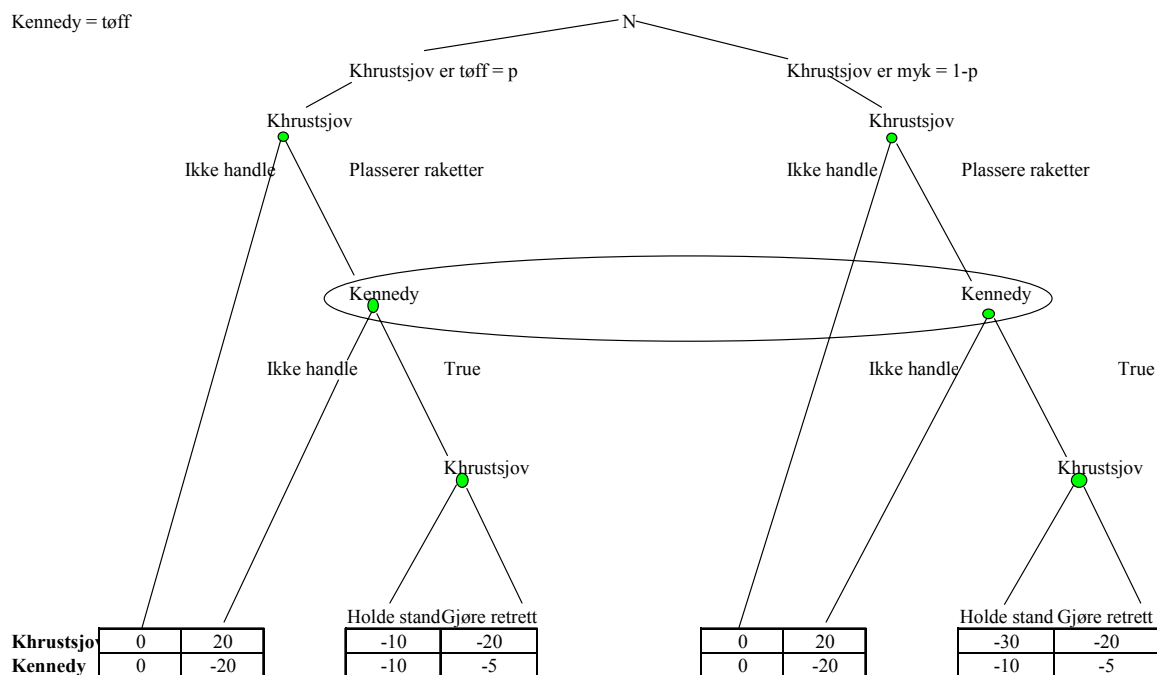 Kennedy = tøff
N
Khrustsjov er tøff = p Khrustsjov er myk = 1-p
Khrustsjov Khrustsjov
Ikke handle Plasserer raketter Ikke handle Plassere raketter
Kennedy Kennedy
Ikke handle True Ikke handle True
Khrustsjov Khrustsjov
Holde stand Gjøre retrett Holde stand Gjøre retrett
Khrustsjov 0 20 -10 -20 0 20 -30 -20
Kennedy 0 -20 -10 -5 0 -20 -10 -5